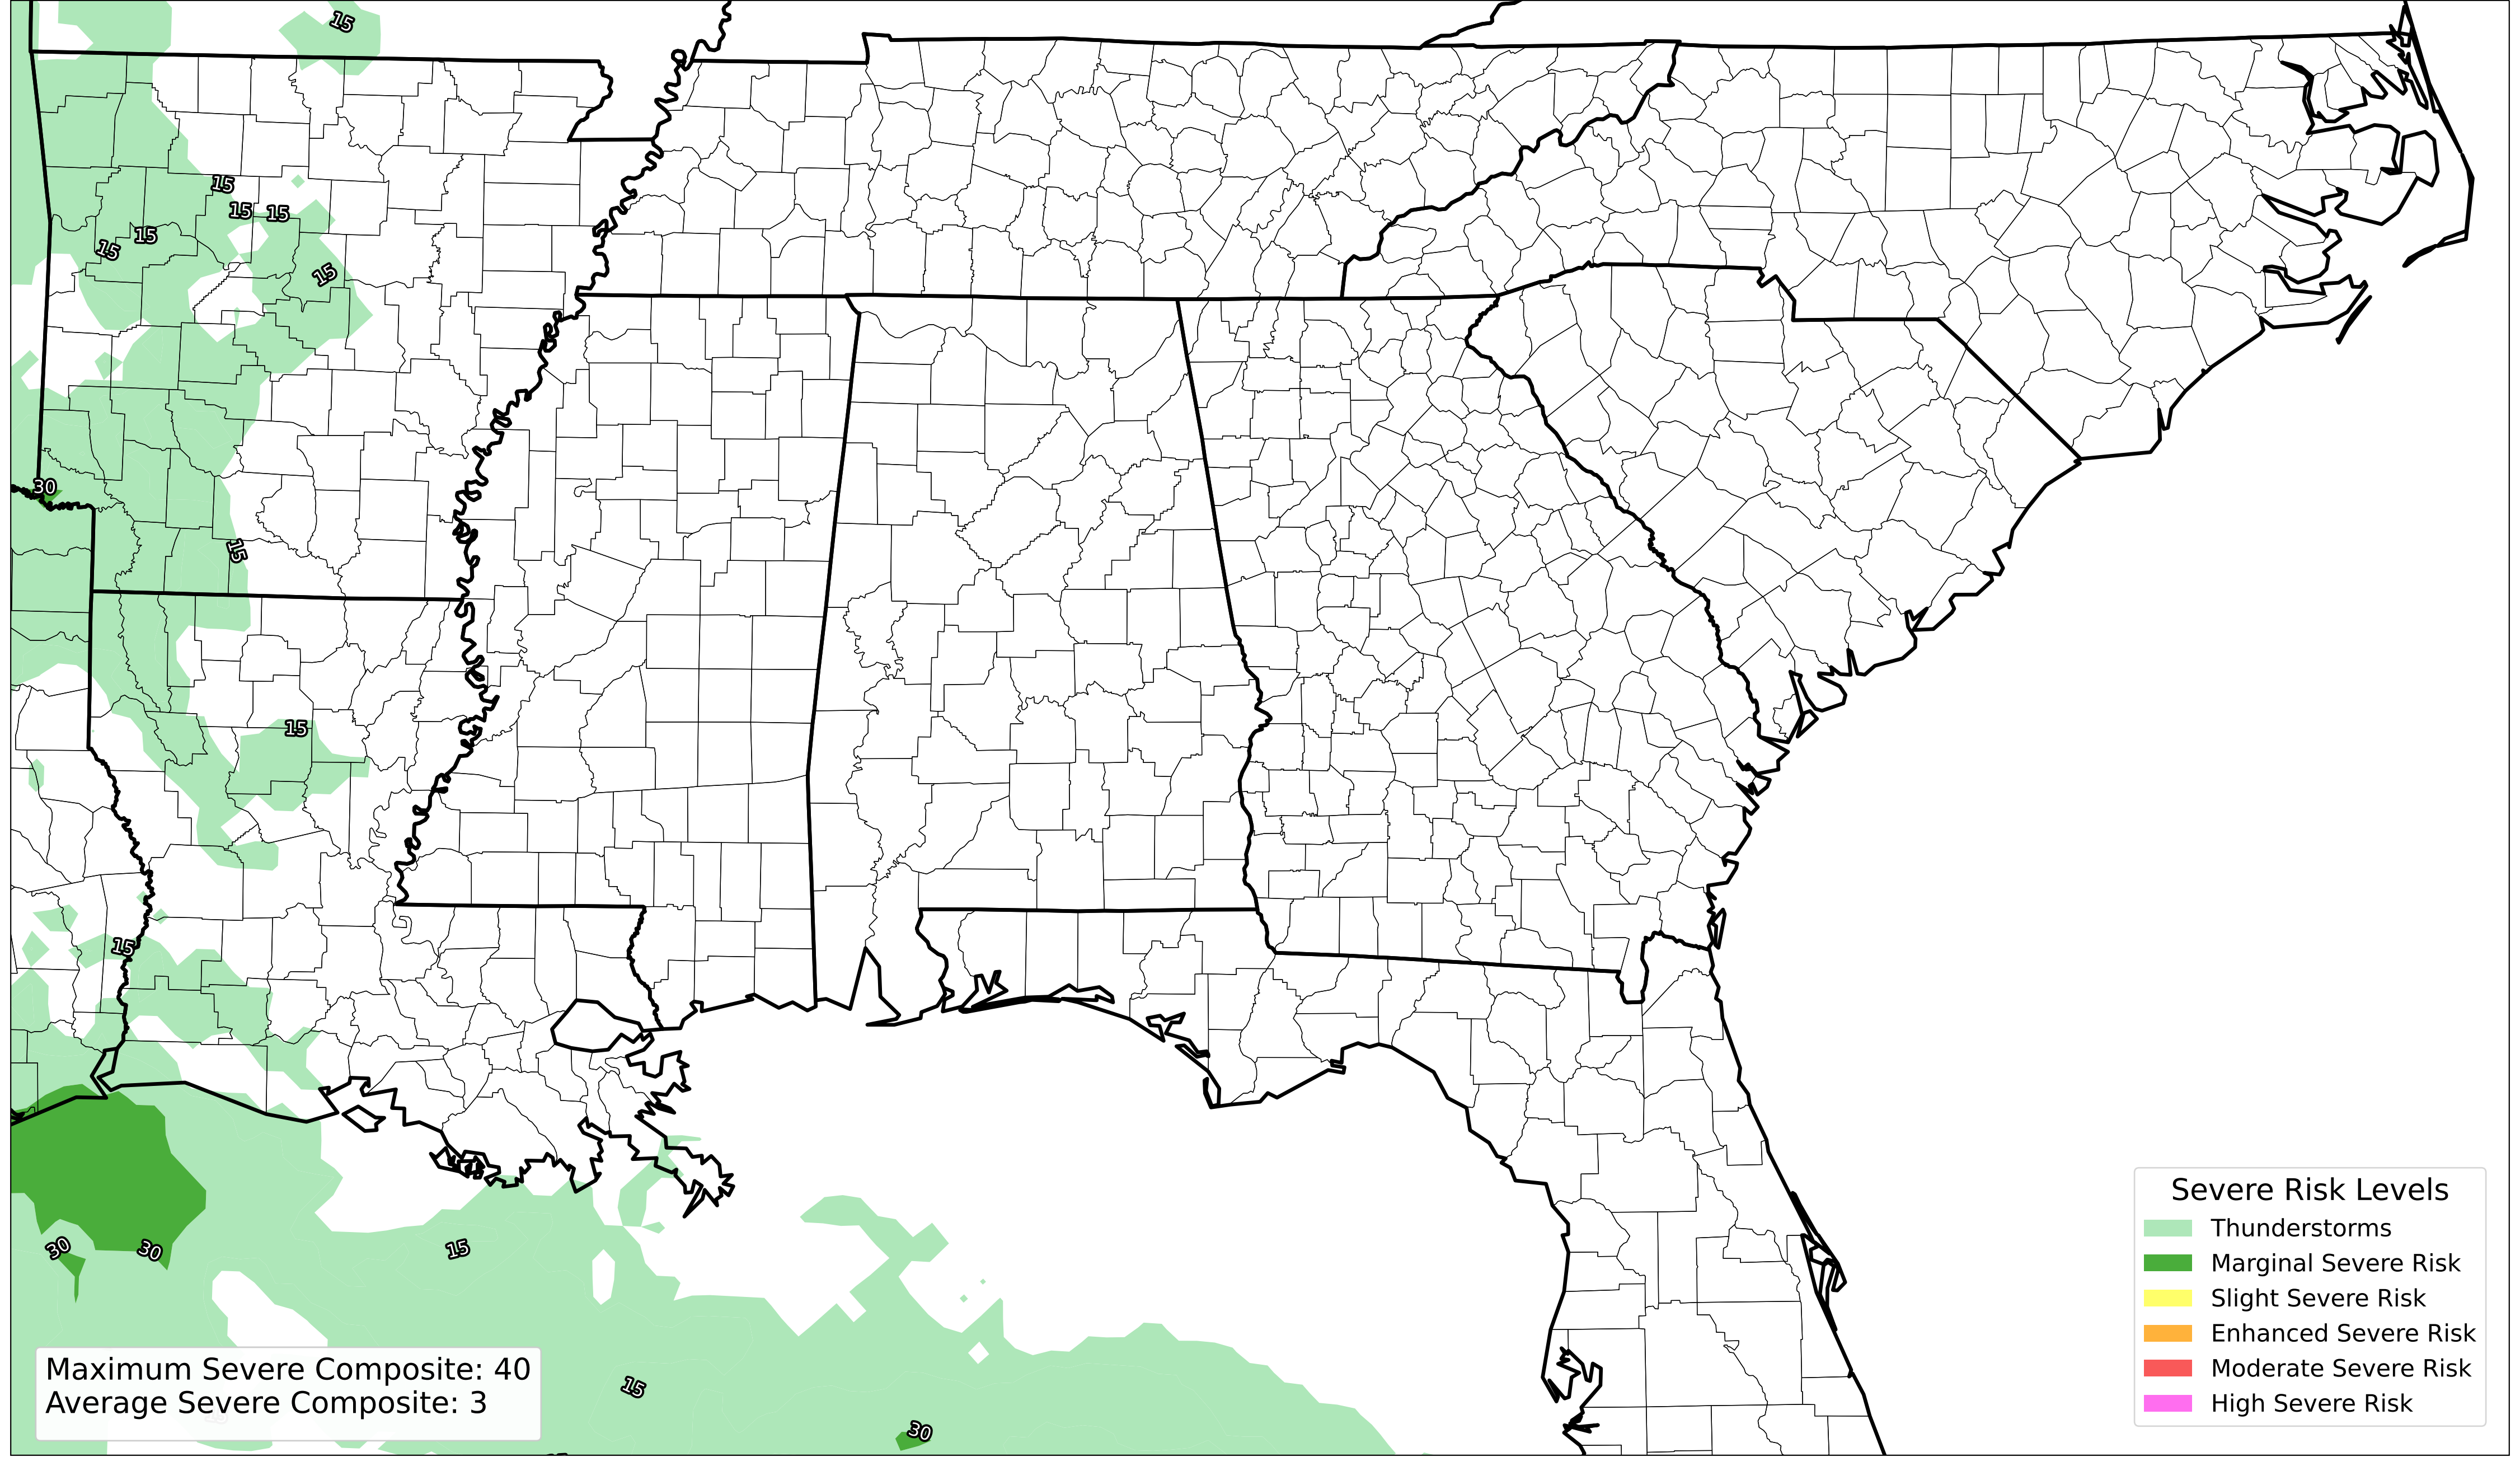 15
15
15
15
15
15
15
30
15
15
15
30
30
15
15
30
Maximum Severe Composite: 40
Average Severe Composite: 3
Severe Risk Levels
Thunderstorms
Marginal Severe Risk
Slight Severe Risk
Enhanced Severe Risk
Moderate Severe Risk
High Severe Risk